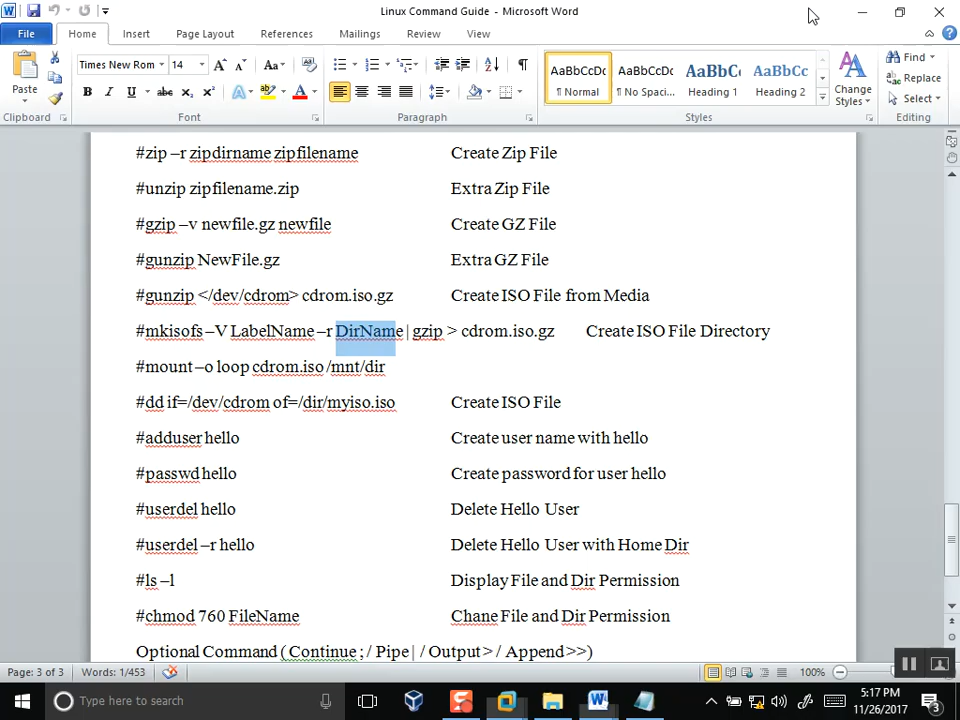 Linux Command Guide - Microsoft Word
File Home Insert Page Layout References Mailings Review View
Paste
Times New Rom 14
AaBbCcDc AaBbCcDc AaBbCc AaBbCc
¶ Normal ¶ No Spaci... Heading 1 Heading 2
Change Styles
Find
Replace
Select
Clipboard Font Paragraph Styles Editing
#zip –r zipdirname zipfilename Create Zip File
#unzip zipfilename.zip Extra Zip File
#gzip –v newfile.gz newfile Create GZ File
#gunzip NewFile.gz Extra GZ File
#gunzip </dev/cdrom> cdrom.iso.gz Create ISO File from Media
#mkisofs –V LabelName –r DirName | gzip > cdrom.iso.gz Create ISO File Directory
#mount –o loop cdrom.iso /mnt/dir
#dd if=/dev/cdrom of=/dir/myiso.iso Create ISO File
#adduser hello Create user name with hello
#passwd hello Create password for user hello
#userdel hello Delete Hello User
#userdel –r hello Delete Hello User with Home Dir
#ls –l Display File and Dir Permission
#chmod 760 FileName Chane File and Dir Permission
Optional Command ( Continue ; / Pipe | / Output > / Append >>)
Page: 3 of 3 Words: 1/453 100%
Type here to search
5:17 PM
11/26/2017
3